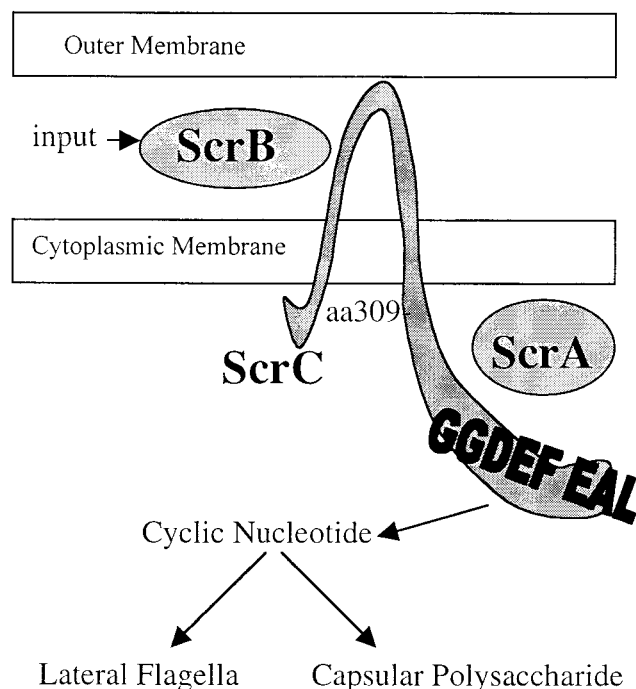 Outer Membrane
input
ScrB
Cytoplasmic Membrane
aa309
ScrC
ScrA
GGDEF EAL
Cyclic Nucleotide
Lateral Flagella
Capsular Polysaccharide